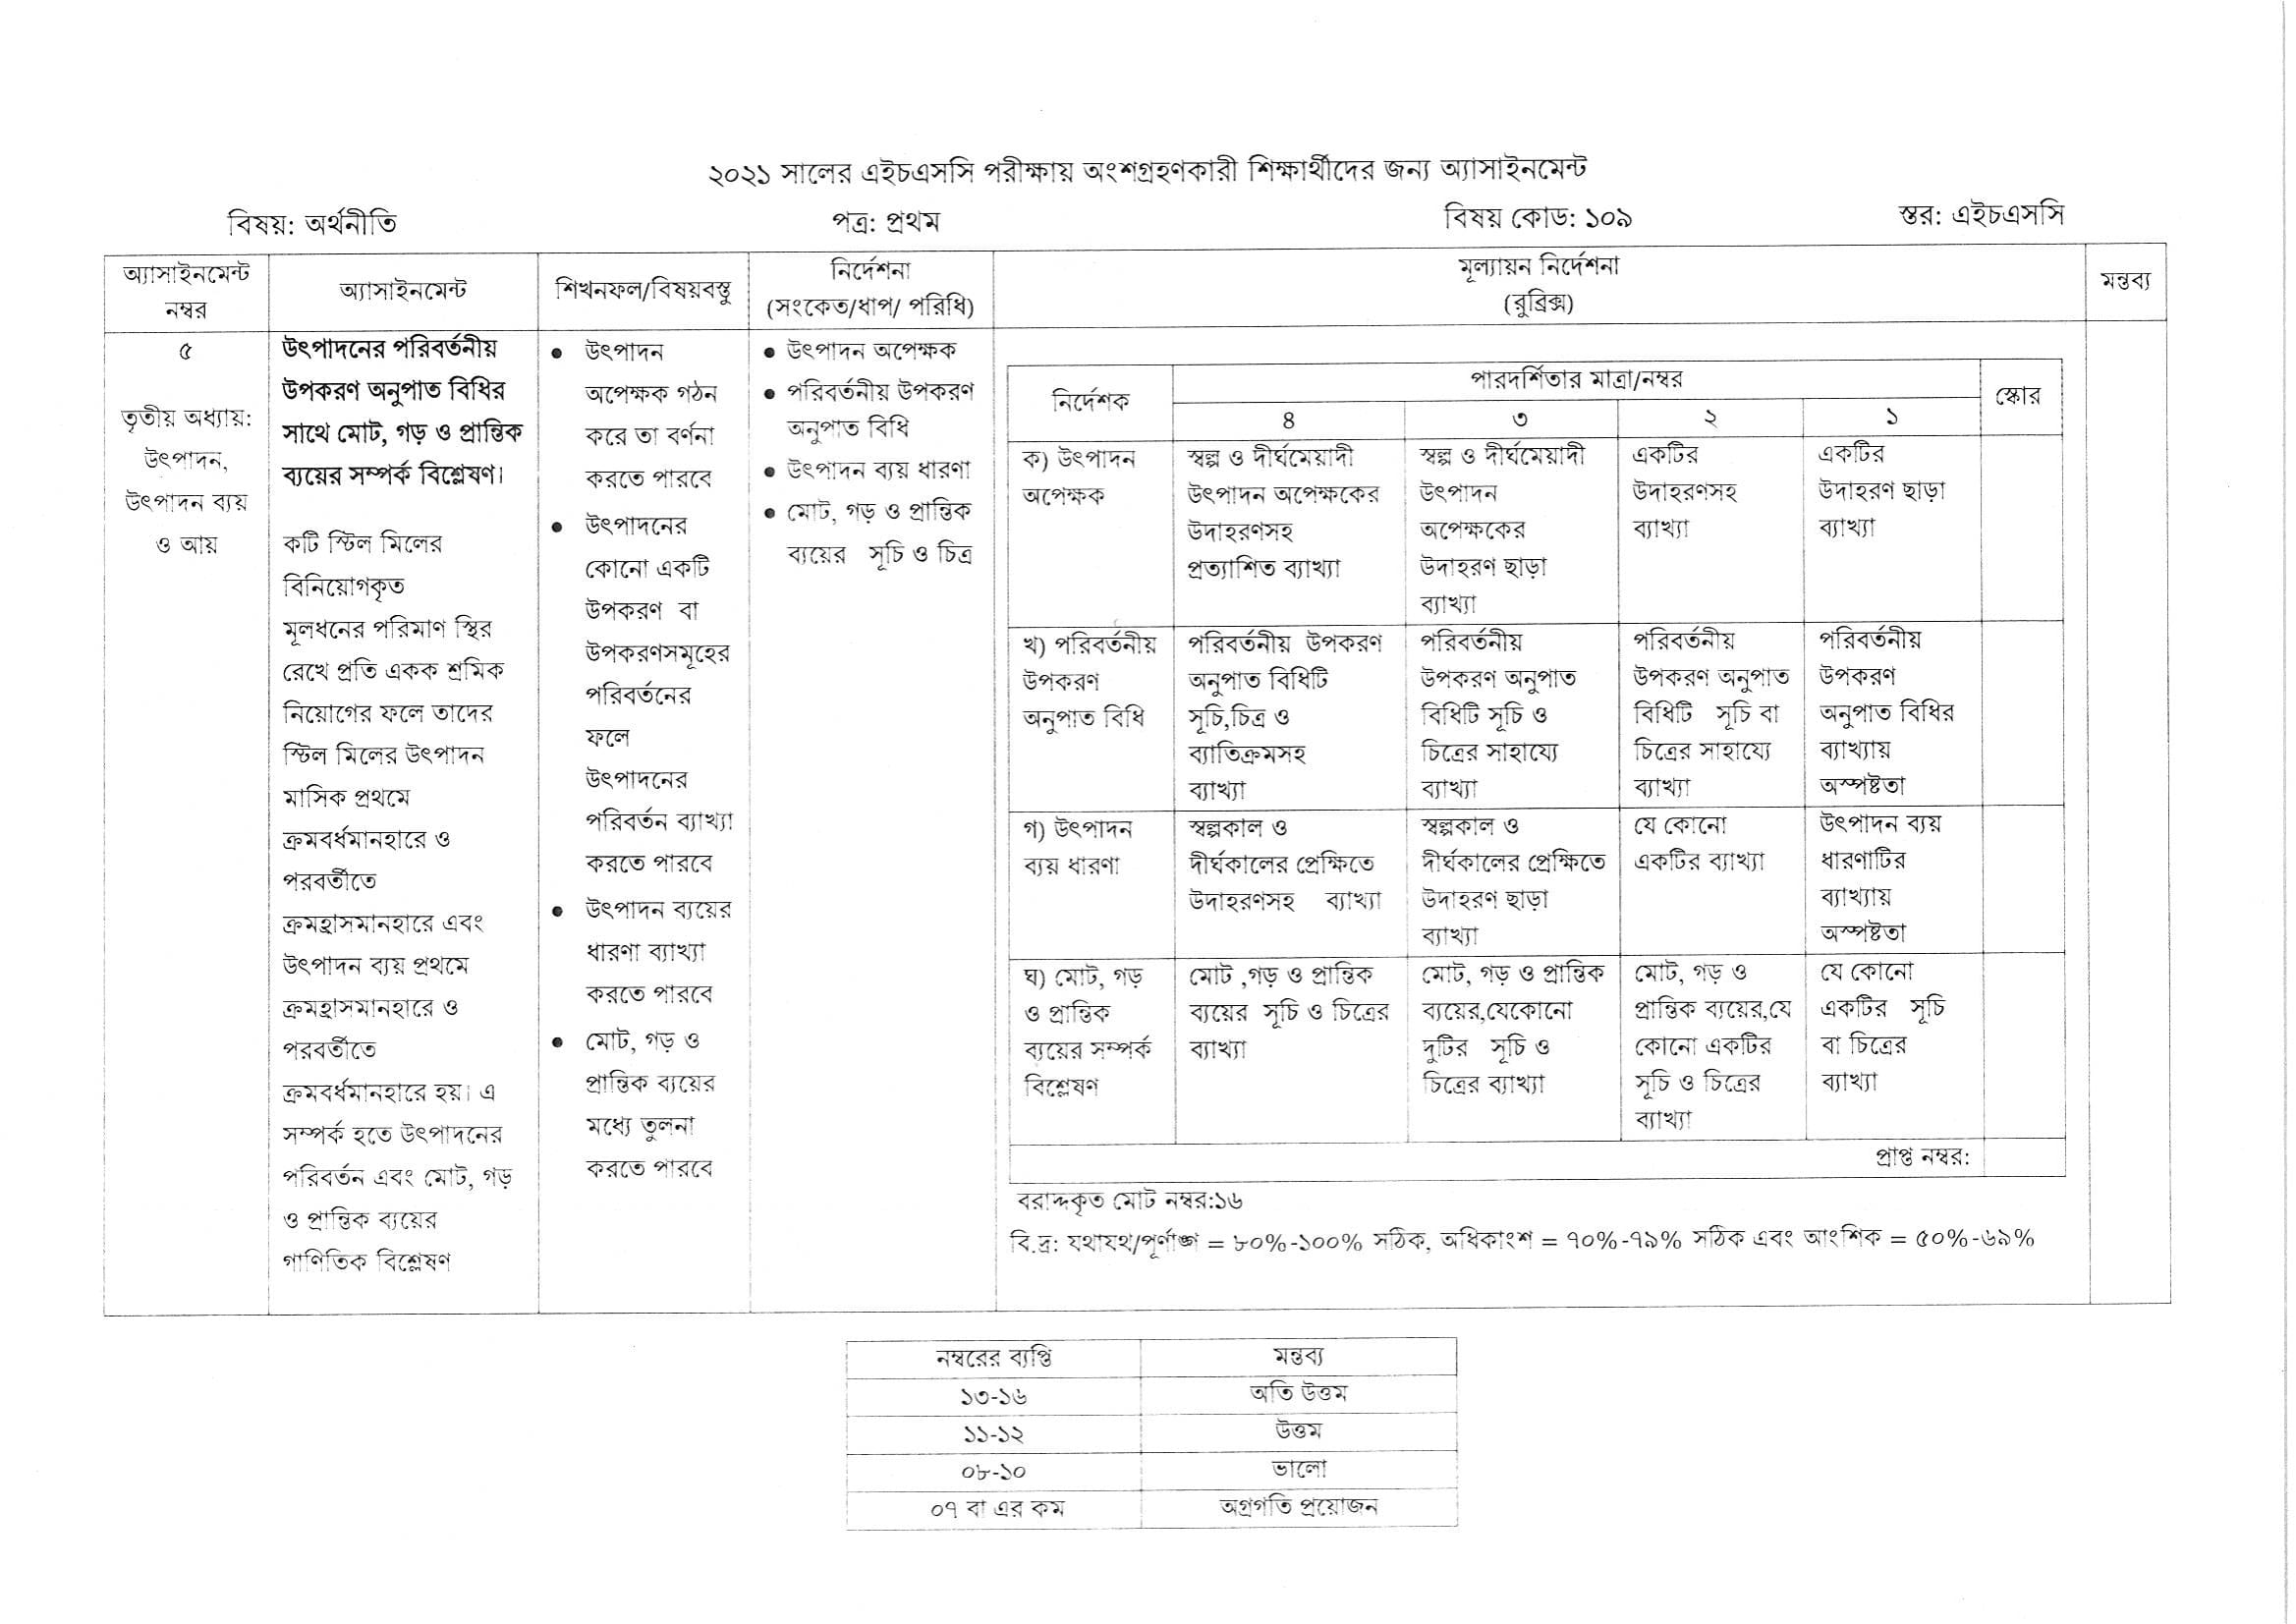 ২০২১ সালের এইচএসসি পরীক্ষায় অংশগ্রহণকারী শিক্ষার্থীদের জন্য অ্যাসাইনমেন্ট
বিষয়: অর্থনীতি পত্র: প্রথম বিষয় কোড: ১০৯ স্তর: এইচএসসি
অ্যাসাইনমেন্ট
নম্বর
অ্যাসাইনমেন্ট
শিখনফল/বিষয়বস্তু
নির্দেশনা
(সংকেত/ধাপ/ পরিধি)
মূল্যায়ন নির্দেশনা
(রুব্রিক্স)
মন্তব্য
৫
তৃতীয় অধ্যায়:
উৎপাদন,
উৎপাদন ব্যয়
ও আয়
উৎপাদনের পরিবর্তনীয়
উপকরণ অনুপাত বিধির
সাথে মোট, গড় ও প্রান্তিক
ব্যয়ের সম্পর্ক বিশ্লেষণ।
কটি স্টিল মিলের
বিনিয়োগকৃত
মূলধনের পরিমাণ স্থির
রেখে প্রতি একক শ্রমিক
নিয়োগের ফলে তাদের
স্টিল মিলের উৎপাদন
মাসিক প্রথমে
ক্রমবর্ধমানহারে ও
পরবর্তীতে
ক্রমহ্রাসমানহারে এবং
উৎপাদন ব্যয় প্রথমে
ক্রমহ্রাসমানহারে ও
পরবর্তীতে
ক্রমবর্ধমানহারে হয়। এ
সম্পর্ক হতে উৎপাদনের
পরিবর্তন এবং মোট, গড়
ও প্রান্তিক ব্যয়ের
গাণিতিক বিশ্লেষণ
● উৎপাদন
অপেক্ষক গঠন
করে তা বর্ণনা
করতে পারবে
● উৎপাদনের
কোনো একটি
উপকরণ বা
উপকরণসমূহের
পরিবর্তনের
ফলে
উৎপাদনের
পরিবর্তন ব্যাখ্যা
করতে পারবে
● উৎপাদন ব্যয়ের
ধারণা ব্যাখ্যা
করতে পারবে
● মোট, গড় ও
প্রান্তিক ব্যয়ের
মধ্যে তুলনা
করতে পারবে
● উৎপাদন অপেক্ষক
● পরিবর্তনীয় উপকরণ
অনুপাত বিধি
● উৎপাদন ব্যয় ধারণা
● মোট, গড় ও প্রান্তিক
ব্যয়ের সূচি ও চিত্র
নির্দেশক
পারদর্শিতার মাত্রা/নম্বর
স্কোর
৪ ৩ ২ ১
ক) উৎপাদন
অপেক্ষক
স্বল্প ও দীর্ঘমেয়াদী
উৎপাদন অপেক্ষকের
উদাহরণসহ
প্রত্যাশিত ব্যাখ্যা
স্বল্প ও দীর্ঘমেয়াদী
উৎপাদন
অপেক্ষকের
উদাহরণ ছাড়া
ব্যাখ্যা
একটির
উদাহরণসহ
ব্যাখ্যা
একটির
উদাহরণ ছাড়া
ব্যাখ্যা
খ) পরিবর্তনীয়
উপকরণ
অনুপাত বিধি
পরিবর্তনীয় উপকরণ
অনুপাত বিধিটি
সূচি,চিত্র ও
ব্যাতিক্রমসহ
ব্যাখ্যা
পরিবর্তনীয়
উপকরণ অনুপাত
বিধিটি সূচি ও
চিত্রের সাহায্যে
ব্যাখ্যা
পরিবর্তনীয়
উপকরণ অনুপাত
বিধিটি সূচি বা
চিত্রের সাহায্যে
ব্যাখ্যা
পরিবর্তনীয়
উপকরণ
অনুপাত বিধির
ব্যাখ্যায়
অস্পষ্টতা
গ) উৎপাদন
ব্যয় ধারণা
স্বল্পকাল ও
দীর্ঘকালের প্রেক্ষিতে
উদাহরণসহ ব্যাখ্যা
স্বল্পকাল ও
দীর্ঘকালের প্রেক্ষিতে
উদাহরণ ছাড়া
ব্যাখ্যা
যে কোনো
একটির ব্যাখ্যা
উৎপাদন ব্যয়
ধারণাটির
ব্যাখ্যায়
অস্পষ্টতা
ঘ) মোট, গড়
ও প্রান্তিক
ব্যয়ের সম্পর্ক
বিশ্লেষণ
মোট ,গড় ও প্রান্তিক
ব্যয়ের সূচি ও চিত্রের
ব্যাখ্যা
মোট, গড় ও প্রান্তিক
ব্যয়ের,যেকোনো
দুটির সূচি ও
চিত্রের ব্যাখ্যা
মোট, গড় ও
প্রান্তিক ব্যয়ের,যে
কোনো একটির
সূচি ও চিত্রের
ব্যাখ্যা
যে কোনো
একটির সূচি
বা চিত্রের
ব্যাখ্যা
প্রাপ্ত নম্বর:
বরাদ্দকৃত মোট নম্বর:১৬
বি.দ্র: যথাযথ/পূর্ণাঙ্গ = ৮০%-১০০% সঠিক, অধিকাংশ = ৭০%-৭৯% সঠিক এবং আংশিক = ৫০%-৬৯%
নম্বরের ব্যপ্তি মন্তব্য
১৩-১৬ অতি উত্তম
১১-১২ উত্তম
০৮-১০ ভালো
০৭ বা এর কম অগ্রগতি প্রয়োজন